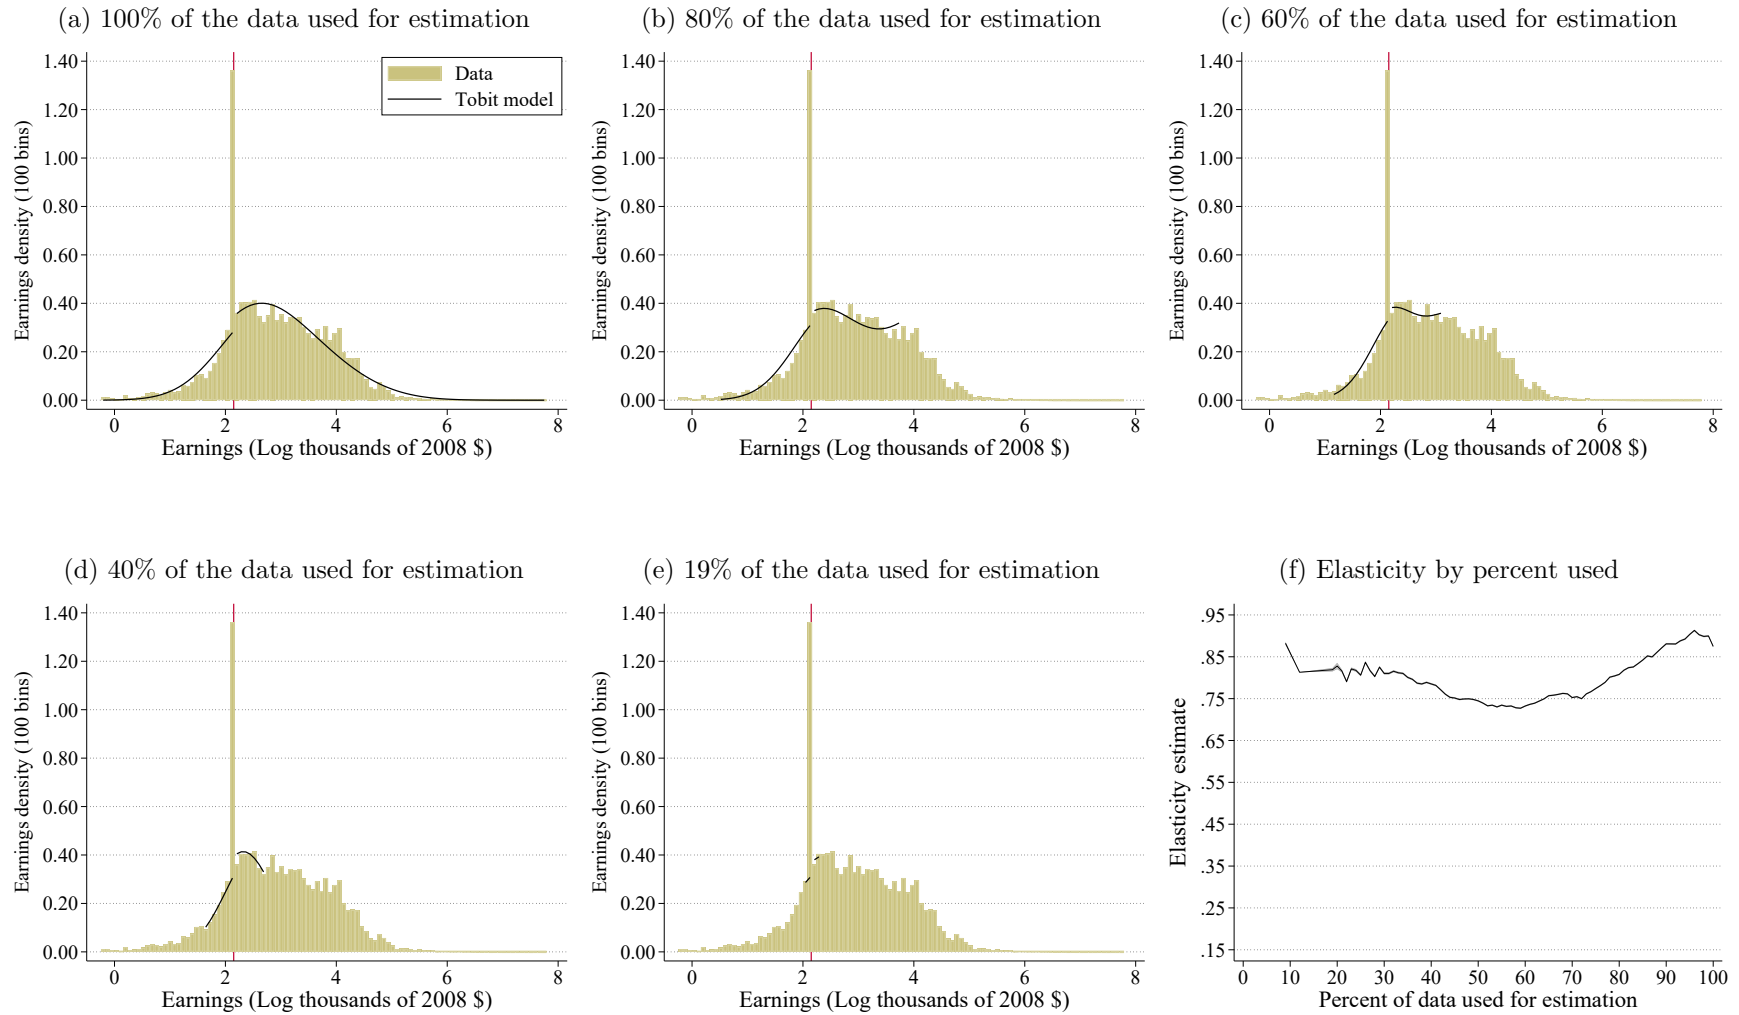 (a) 100% of the data used for estimation
1.40
1.20
1.00
0.80
0.60
0.40
0.20
0.00
Earnings density (100 bins)
Data
Tobit model
0 2 4 6 8
Earnings (Log thousands of 2008 $)
(b) 80% of the data used for estimation
1.40
1.20
1.00
0.80
0.60
0.40
0.20
0.00
Earnings density (100 bins)
0 2 4 6 8
Earnings (Log thousands of 2008 $)
(c) 60% of the data used for estimation
1.40
1.20
1.00
0.80
0.60
0.40
0.20
0.00
Earnings density (100 bins)
0 2 4 6 8
Earnings (Log thousands of 2008 $)
(d) 40% of the data used for estimation
1.40
1.20
1.00
0.80
0.60
0.40
0.20
0.00
Earnings density (100 bins)
0 2 4 6 8
Earnings (Log thousands of 2008 $)
(e) 19% of the data used for estimation
1.40
1.20
1.00
0.80
0.60
0.40
0.20
0.00
Earnings density (100 bins)
0 2 4 6 8
Earnings (Log thousands of 2008 $)
(f) Elasticity by percent used
.95
.85
.75
.65
.55
.45
.35
.25
.15
Elasticity estimate
0 10 20 30 40 50 60 70 80 90 100
Percent of data used for estimation